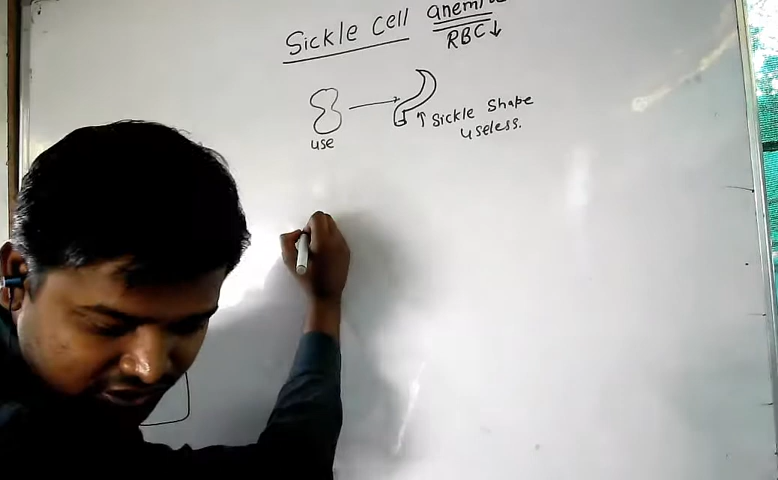 Sickle Cell
RBC↓
↑ Sickle Shape
useless.
use